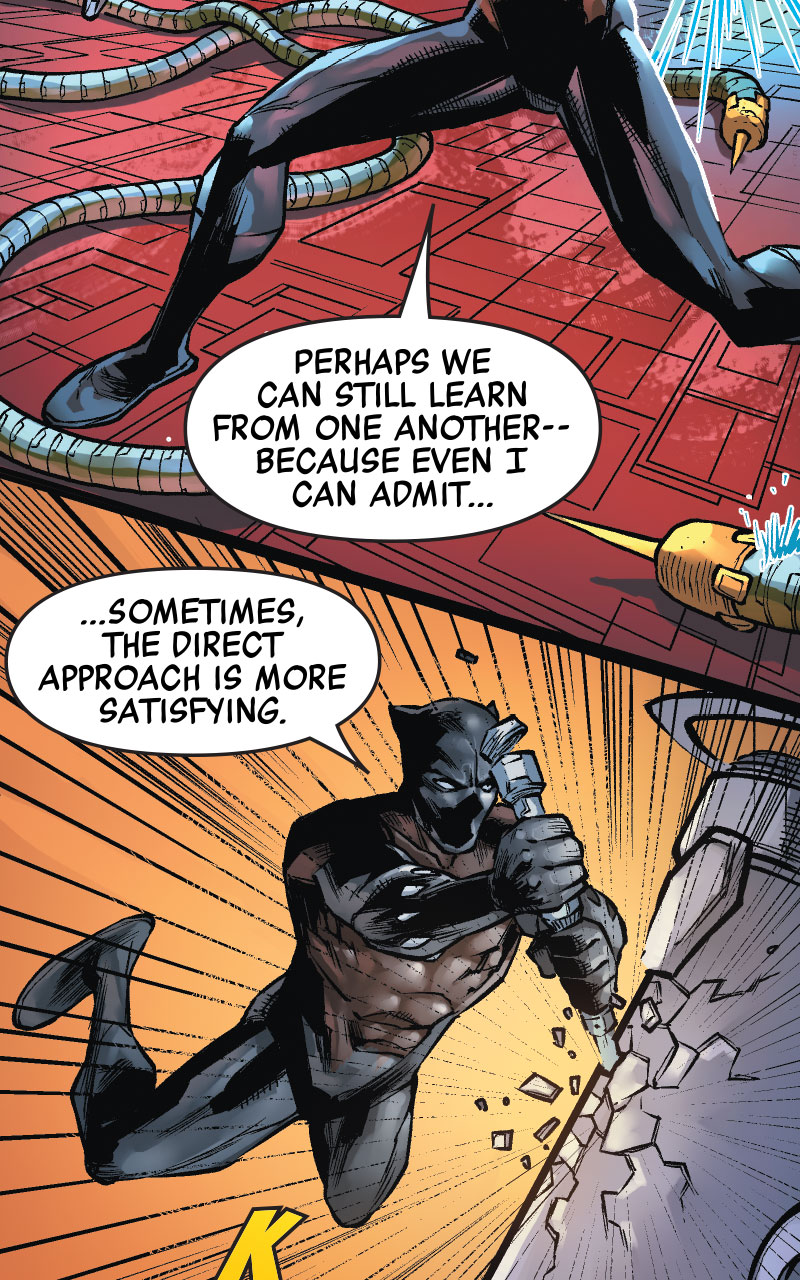 PERHAPS WE
CAN STILL LEARN
FROM ONE ANOTHER--
BECAUSE EVEN I
CAN ADMIT...
...SOMETIMES,
THE DIRECT
APPROACH IS MORE
SATISFYING.
K